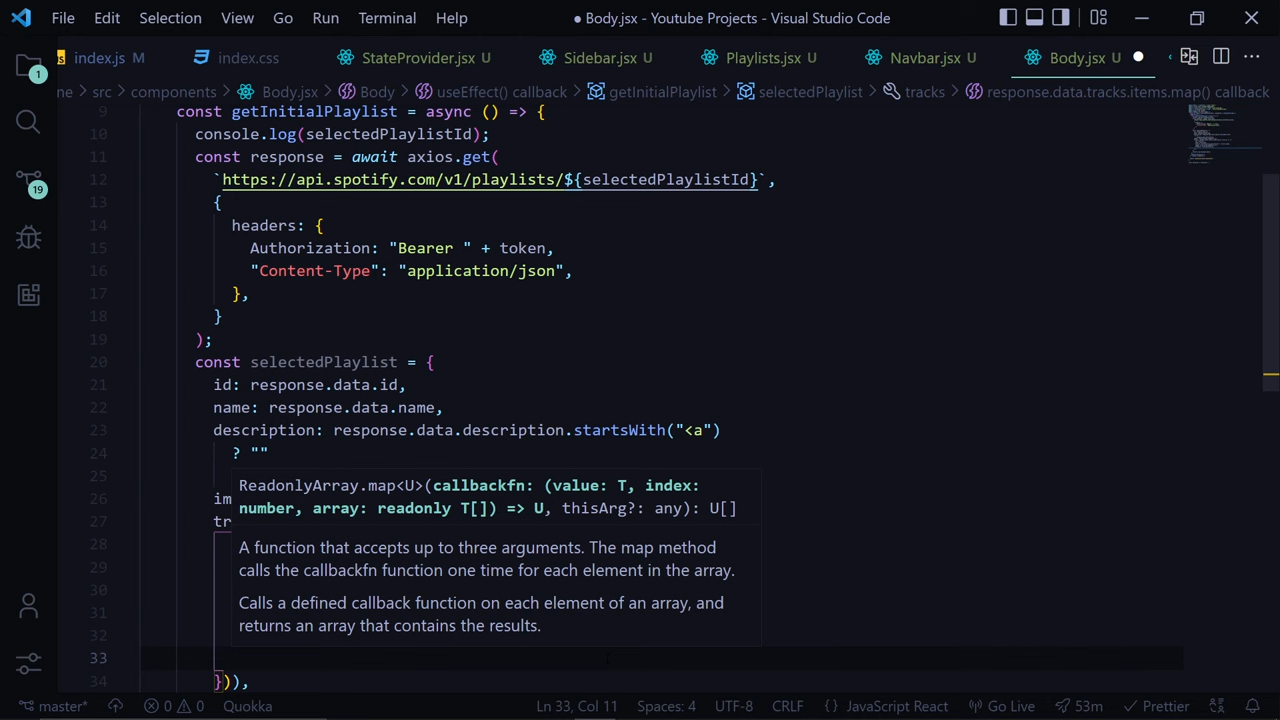 File Edit Selection View Go Run Terminal Help ● Body.jsx - Youtube Projects - Visual Studio Code
index.js M index.css StateProvider.jsx U Sidebar.jsx U Playlists.jsx U Navbar.jsx U Body.jsx U
ne > src > components > Body.jsx > Body > useEffect() callback > getInitialPlaylist > selectedPlaylist > tracks > response.data.tracks.items.map() callback
9 const getInitialPlaylist = async () => {
10 console.log(selectedPlaylistId);
11 const response = await axios.get(
12 `https://api.spotify.com/v1/playlists/${selectedPlaylistId}`,
13 {
14 headers: {
15 Authorization: "Bearer " + token,
16 "Content-Type": "application/json",
17 },
18 }
19 );
20 const selectedPlaylist = {
21 id: response.data.id,
22 name: response.data.name,
23 description: response.data.description.startsWith("<a")
24 ? ""
25
26 im
27 tr
28
29
30
31
32
33
34 })),
ReadonlyArray.map<U>(callbackfn: (value: T, index:
number, array: readonly T[]) => U, thisArg?: any): U[]
A function that accepts up to three arguments. The map method
calls the callbackfn function one time for each element in the array.
Calls a defined callback function on each element of an array, and
returns an array that contains the results.
1
19
master* 0 0 Quokka Ln 33, Col 11 Spaces: 4 UTF-8 CRLF {} JavaScript React Go Live 53m Prettier